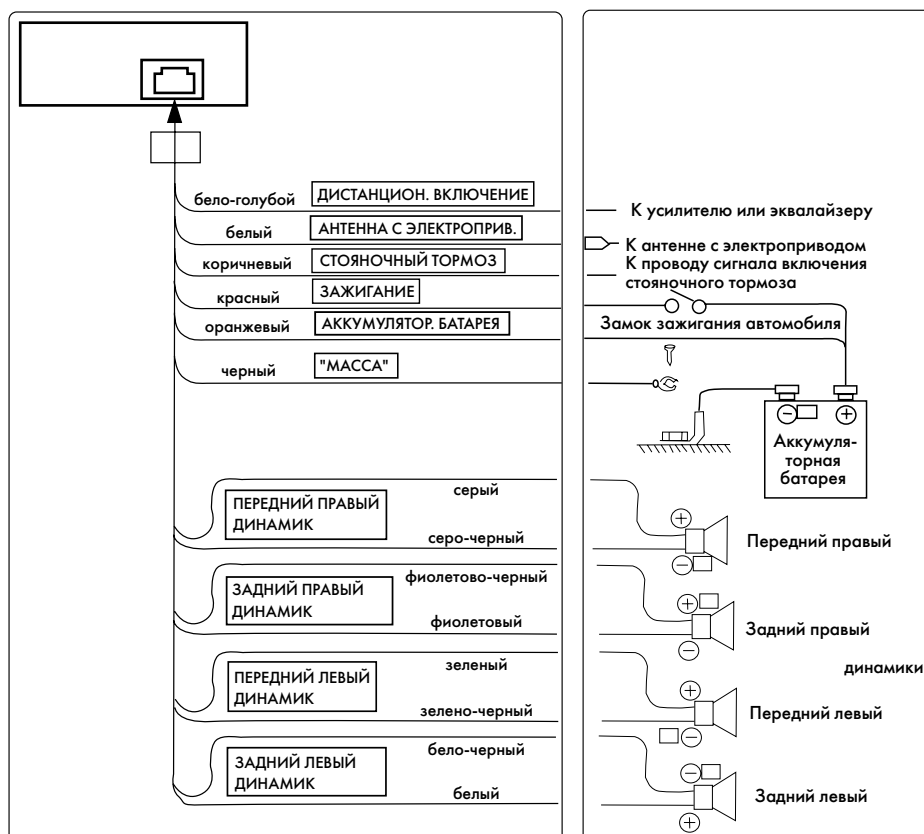 бело-голубой
ДИСТАНЦИОН. ВКЛЮЧЕНИЕ
белый
АНТЕННА С ЭЛЕКТРОПРИВ.
коричневый
СТОЯНОЧНЫЙ ТОРМОЗ
красный
ЗАЖИГАНИЕ
оранжевый
АККУМУЛЯТОР. БАТАРЕЯ
черный
"МАССА"
серый
ПЕРЕДНИЙ ПРАВЫЙ
ДИНАМИК
серо-черный
фиолетово-черный
ЗАДНИЙ ПРАВЫЙ
ДИНАМИК
фиолетовый
зеленый
ПЕРЕДНИЙ ЛЕВЫЙ
ДИНАМИК
зелено-черный
бело-черный
ЗАДНИЙ ЛЕВЫЙ
ДИНАМИК
белый
К усилителю или эквалайзеру
К антенне с электроприводом
К проводу сигнала включения
стояночного тормоза
Замок зажигания автомобиля
Аккумуля-
торная
батарея
Передний правый
Задний правый
динамики
Передний левый
Задний левый